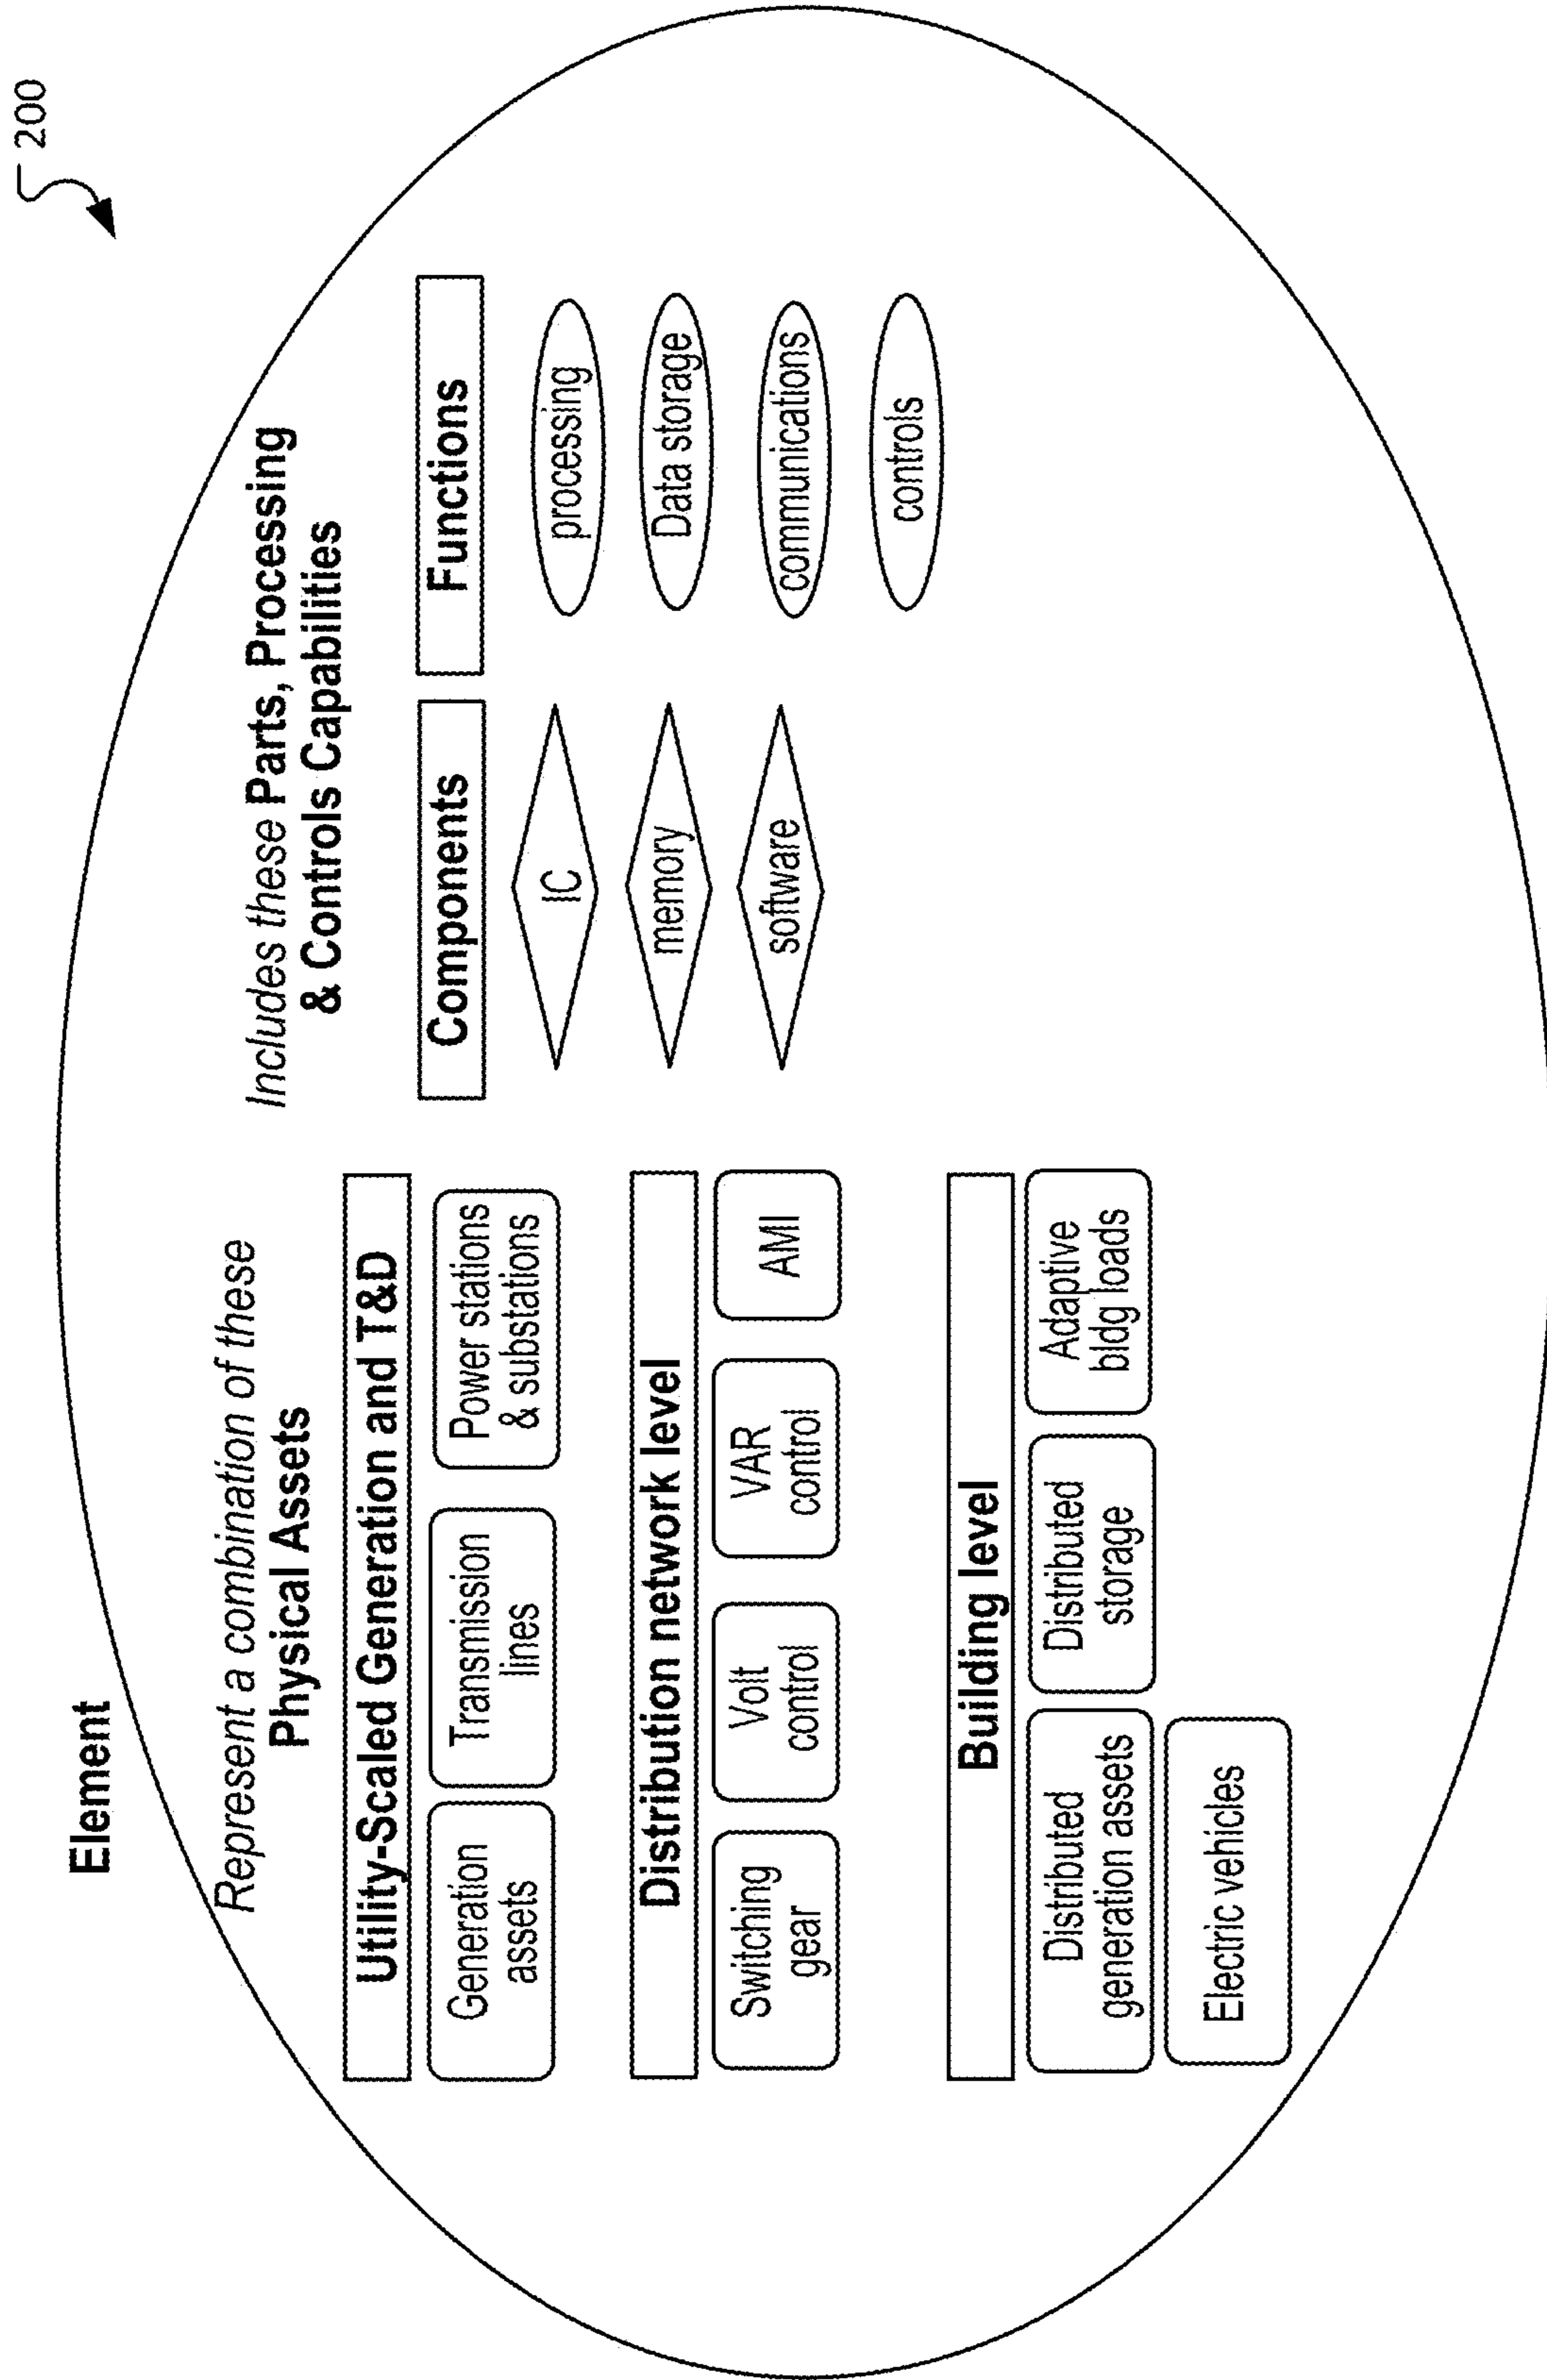 200
Element
Represent a combination of these
Physical Assets
Utility-Scaled Generation and T&D
Generation
assets
Transmission
lines
Power stations
& substations
Distribution network level
Switching
gear
Volt
control
VAR
control
AMI
Building level
Distributed
generation assets
Distributed
storage
Adaptive
bldg loads
Electric vehicles
Includes these Parts, Processing
& Controls Capabilities
Components
IC
memory
software
Functions
processing
Data storage
communications
controls